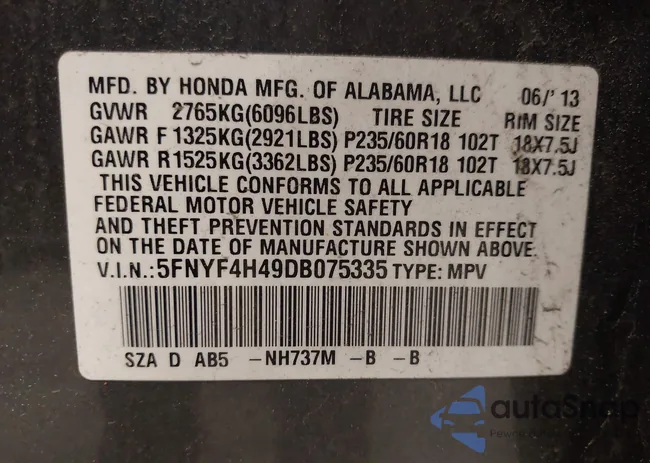 MFD. BY HONDA MFG. OF ALABAMA, LLC 06/' 13
GVWR 2765KG(6096LBS) TIRE SIZE RIM SIZE
GAWR F 1325KG(2921LBS) P235/60R18 102T 18X7.5J
GAWR R1525KG(3362LBS) P235/60R18 102T 18X7.5J
THIS VEHICLE CONFORMS TO ALL APPLICABLE
FEDERAL MOTOR VEHICLE SAFETY
AND THEFT PREVENTION STANDARDS IN EFFECT
ON THE DATE OF MANUFACTURE SHOWN ABOVE.
V.I.N.:5FNYF4H49DB075335 TYPE: MPV
SZA D AB5 -NH737M -B -B
autoSnap